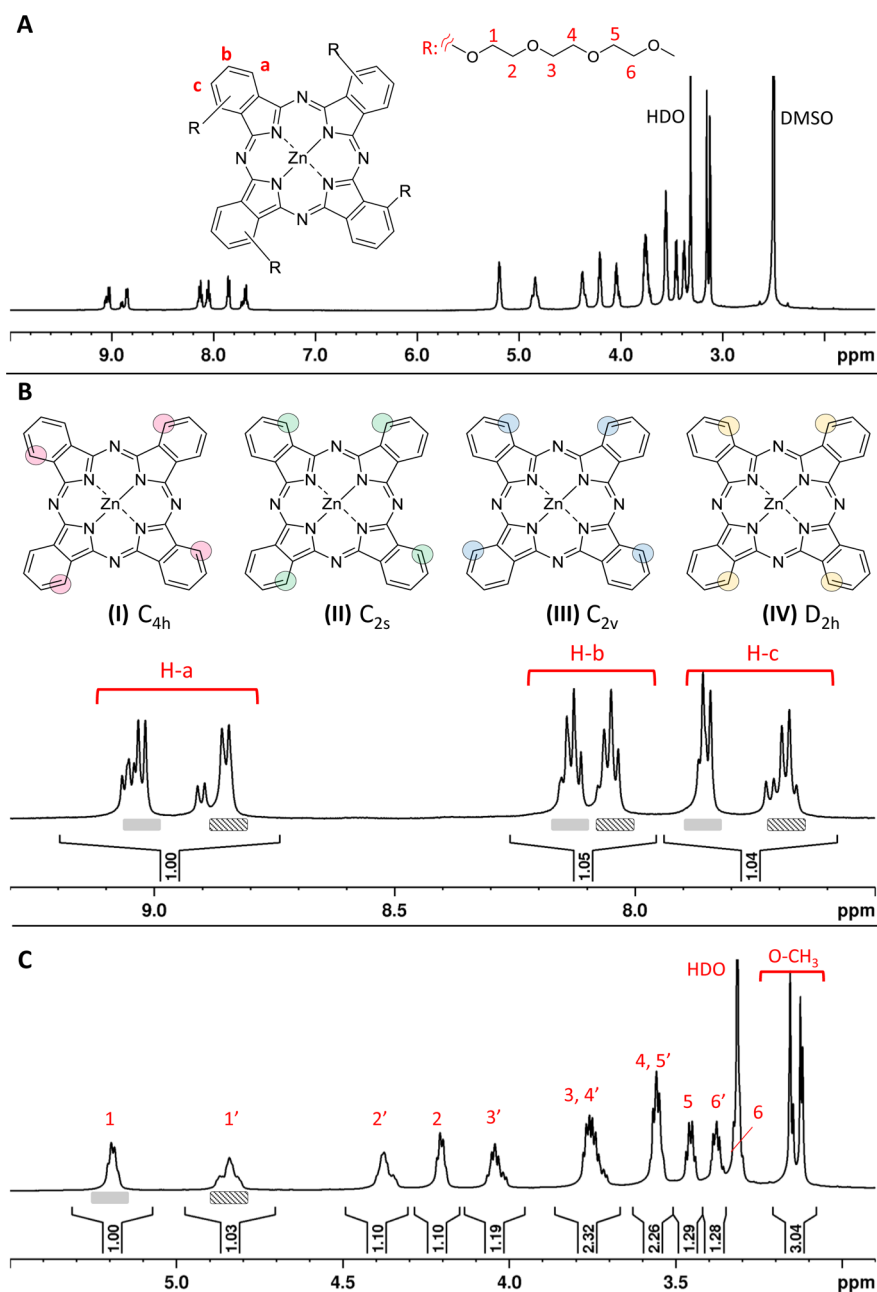 A
R:
O
1
2
O
3
4
O
5
6
O
b
a
c
R
R
R
R
N
N
N
N
N
N
N
N
Zn
HDO
DMSO
9.0 8.0 7.0 6.0 5.0 4.0 3.0 ppm
B
N
N
N
N
N
N
N
N
Zn
N
N
N
N
N
N
N
N
Zn
N
N
N
N
N
N
N
N
Zn
N
N
N
N
N
N
N
N
Zn
(I) C4h
(II) C2s
(III) C2v
(IV) D2h
H-a
H-b
H-c
1.00
1.05
1.04
9.0 8.5 8.0 ppm
C
HDO
O-CH3
1
1’
2’
2
3’
3, 4’
4, 5’
5
6’
6
1.00
1.03
1.10
1.10
1.19
2.32
2.26
1.29
1.28
3.04
5.0 4.5 4.0 3.5 ppm